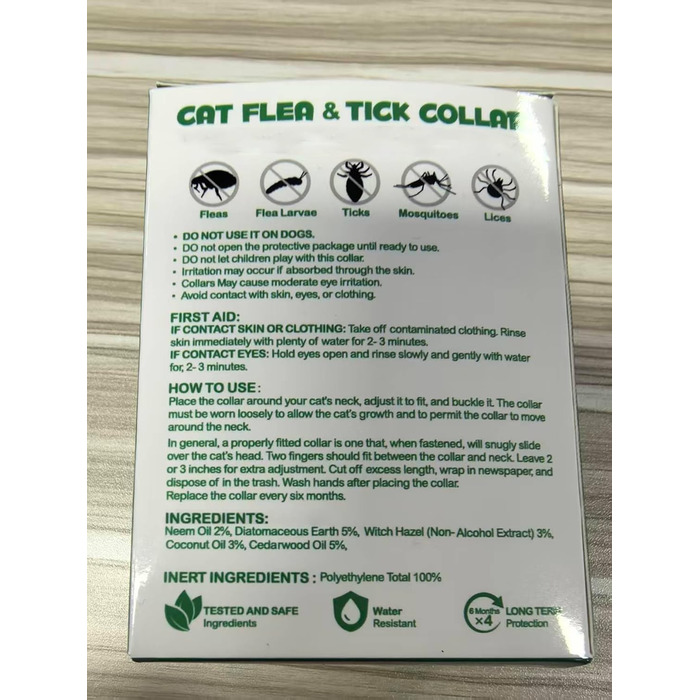 CAT FLEA & TICK COLLAR
Fleas
Flea Larvae
Ticks
Mosquitoes
Lices
• DO NOT USE IT ON DOGS.
• DO not open the protective package until ready to use.
• DO not let children play with this collar.
• Irritation may occur if absorbed through the skin.
• Collars May cause moderate eye irritation.
• Avoid contact with skin, eyes, or clothing.
FIRST AID:
IF CONTACT SKIN OR CLOTHING: Take off contaminated clothing. Rinse
skin immediately with plenty of water for 2- 3 minutes.
IF CONTACT EYES: Hold eyes open and rinse slowly and gently with water
for, 2- 3 minutes.
HOW TO USE:
Place the collar around your cat's neck, adjust it to fit, and buckle it. The collar
must be worn loosely to allow the cat's growth and to permit the collar to move
around the neck.
In general, a properly fitted collar is one that, when fastened, will snugly slide
over the cat's head. Two fingers should fit between the collar and neck. Leave 2
or 3 inches for extra adjustment. Cut off excess length, wrap in newspaper, and
dispose of in the trash. Wash hands after placing the collar.
Replace the collar every six months.
INGREDIENTS:
Neem Oil 2%, Diatomaceous Earth 5%, Witch Hazel (Non- Alcohol Extract) 3%,
Coconut Oil 3%, Cedarwood Oil 5%,
INERT INGREDIENTS : Polyethylene Total 100%
TESTED AND SAFE
Ingredients
Water
Resistant
6 Months
×4
LONG TERM
Protection